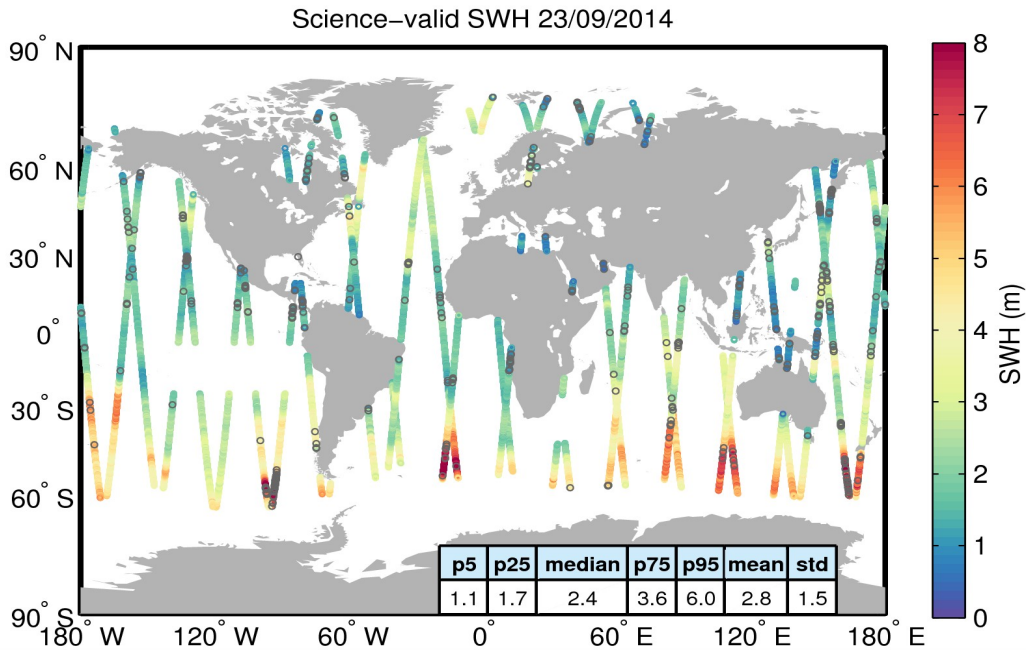 Science−valid SWH 23/09/2014
90° N
60° N
30° N
0°
30° S
60° S
90° S
180° W 120° W 60° W 0° 60° E 120° E 180° E
p5 p25 median p75 p95 mean std
1.1 1.7 2.4 3.6 6.0 2.8 1.5
8
7
6
5
4
3
2
1
0
SWH (m)